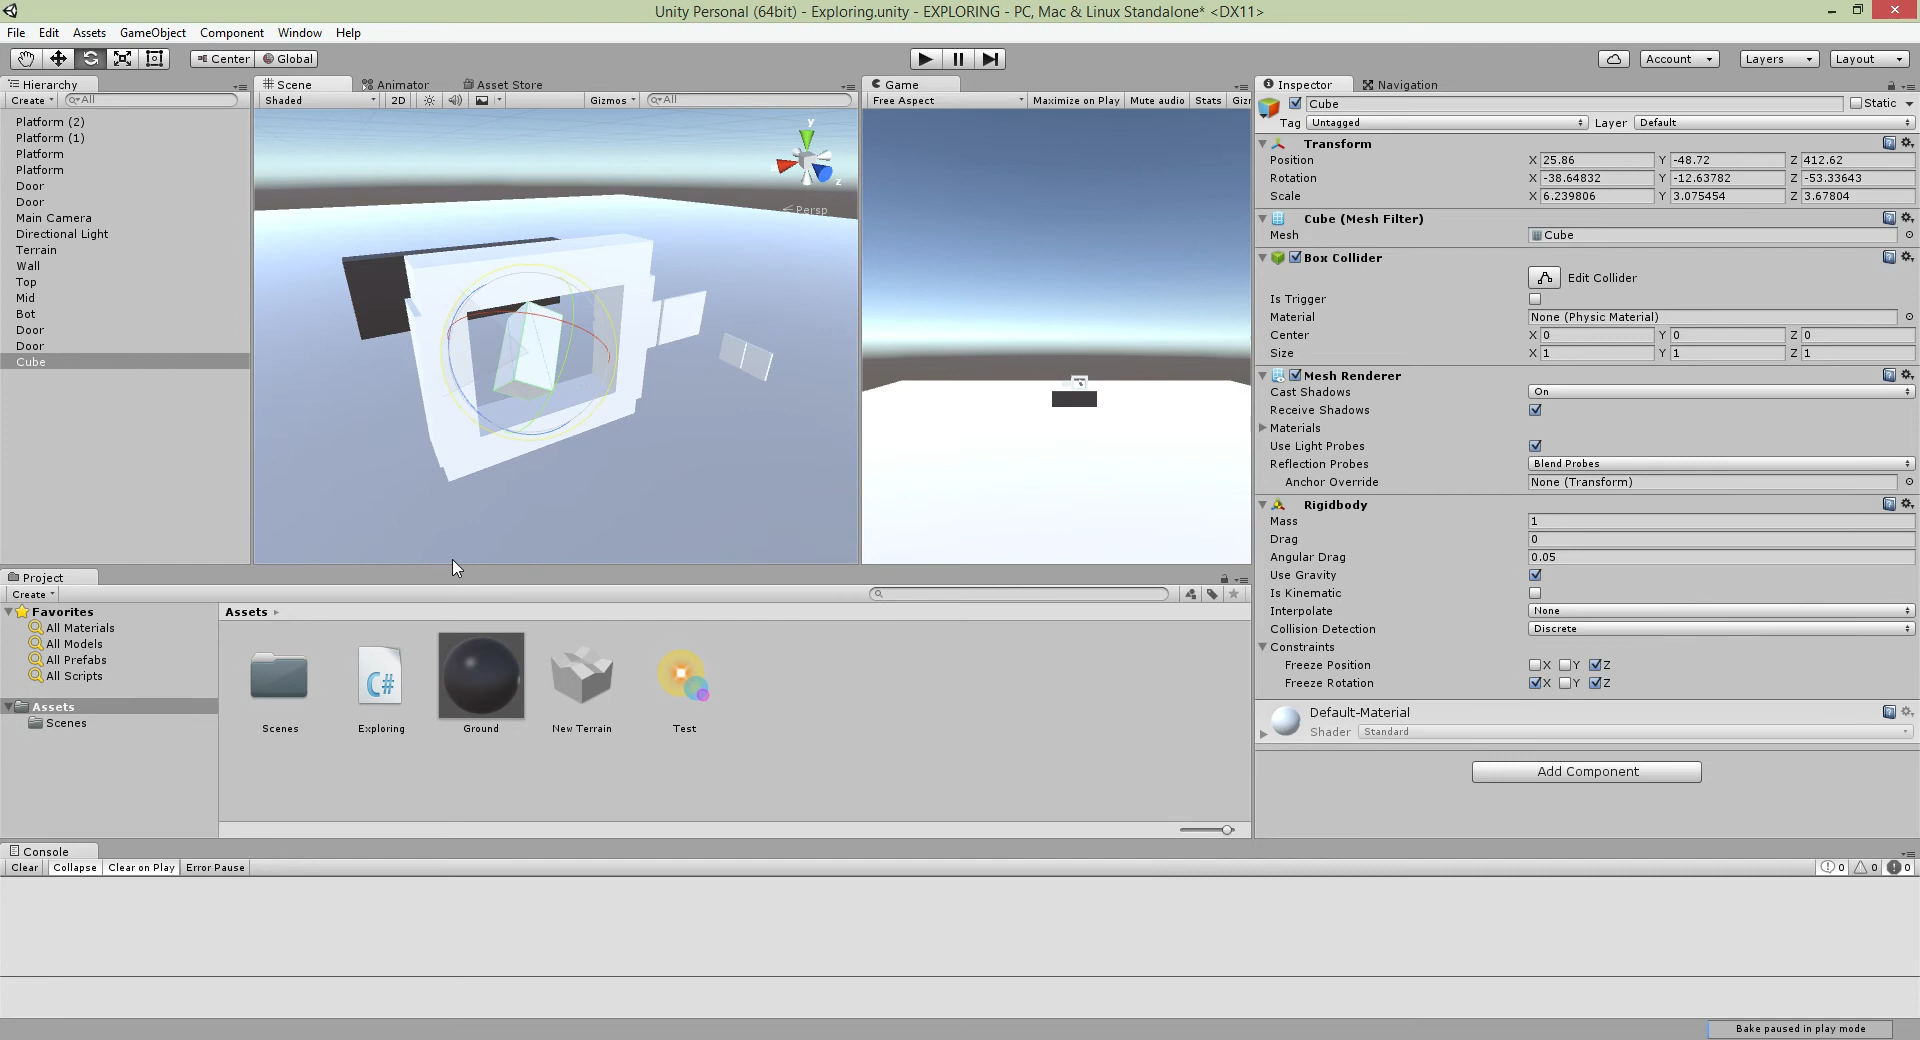 Unity Personal (64bit) - Exploring.unity - EXPLORING - PC, Mac & Linux Standalone* <DX11>
File Edit Assets GameObject Component Window Help
Center Global
Account Layers Layout
Hierarchy
Create All
Platform (2)
Platform (1)
Platform
Platform
Door
Door
Main Camera
Directional Light
Terrain
Wall
Top
Mid
Bot
Door
Door
Cube
Scene Animator Asset Store
Shaded 2D Gizmos All
y
z
Persp
Game
Free Aspect Maximize on Play Mute audio Stats Giz
Inspector Navigation
Cube Static
Tag Untagged Layer Default
Transform
Position X 25.86 Y -48.72 Z 412.62
Rotation X -38.64832 Y -12.63782 Z -53.33643
Scale X 6.239806 Y 3.075454 Z 3.67804
Cube (Mesh Filter)
Mesh Cube
Box Collider
Edit Collider
Is Trigger
Material None (Physic Material)
Center X 0 Y 0 Z 0
Size X 1 Y 1 Z 1
Mesh Renderer
Cast Shadows On
Receive Shadows
Materials
Use Light Probes
Reflection Probes Blend Probes
Anchor Override None (Transform)
Rigidbody
Mass 1
Drag 0
Angular Drag 0.05
Use Gravity
Is Kinematic
Interpolate None
Collision Detection Discrete
Constraints
Freeze Position X Y Z
Freeze Rotation X Y Z
Default-Material
Shader Standard
Add Component
Project
Create
Favorites
All Materials
All Models
All Prefabs
All Scripts
Assets
Scenes
Assets
C#
Scenes Exploring Ground New Terrain Test
Console
Clear Collapse Clear on Play Error Pause
0 0 0
Bake paused in play mode